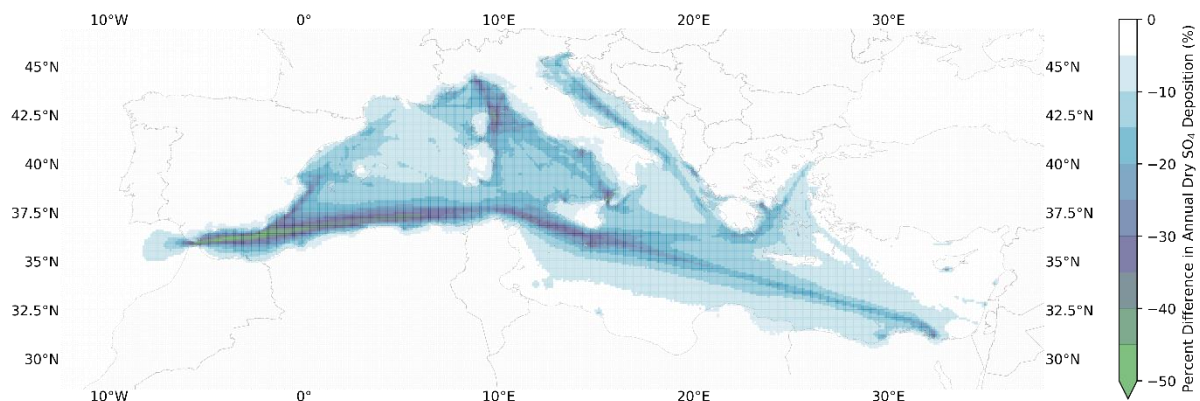 10°W 0° 10°E 20°E 30°E
45°N 45°N
42.5°N 42.5°N
40°N 40°N
37.5°N 37.5°N
35°N 35°N
32.5°N 32.5°N
30°N 30°N
10°W 0° 10°E 20°E 30°E
0
−10
−20
−30
−40
−50
Percent Difference in Annual Dry SO₄ Deposition (%)